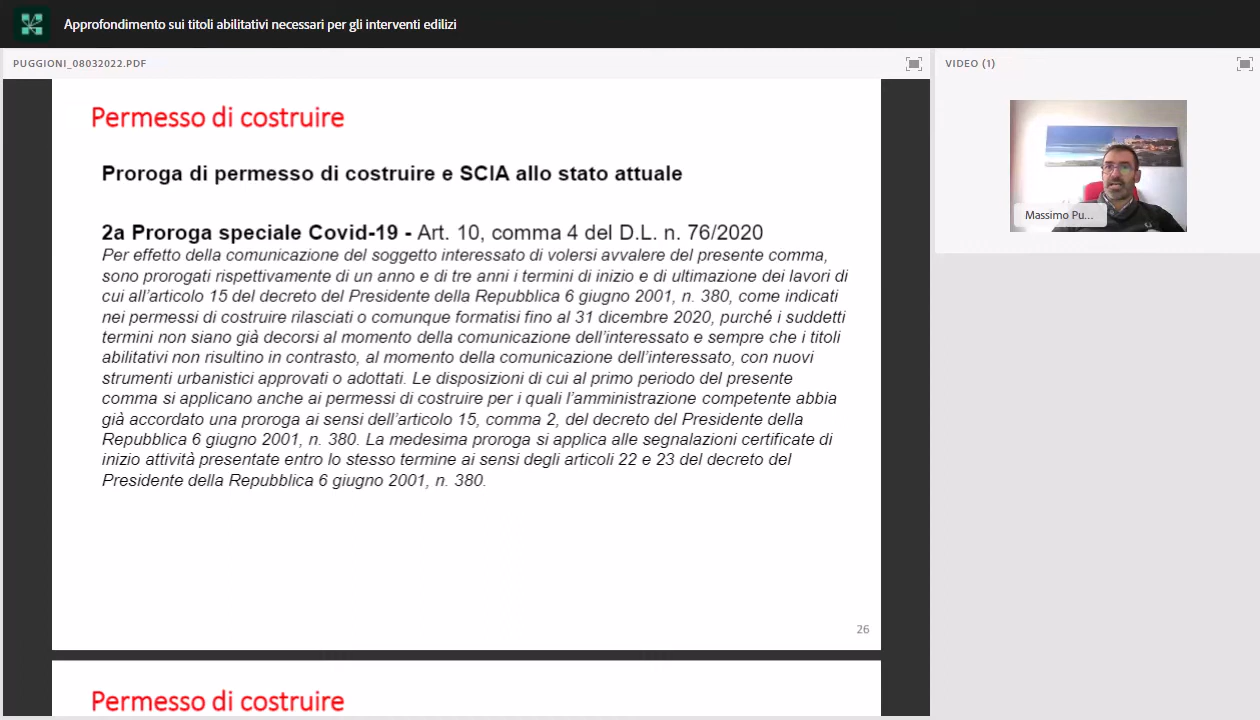 Approfondimento sui titoli abilitativi necessari per gli interventi edilizi
PUGGIONI_08032022.PDF
VIDEO (1)
Permesso di costruire
Proroga di permesso di costruire e SCIA allo stato attuale
2a Proroga speciale Covid-19 - Art. 10, comma 4 del D.L. n. 76/2020
Per effetto della comunicazione del soggetto interessato di volersi avvalere del presente comma,
sono prorogati rispettivamente di un anno e di tre anni i termini di inizio e di ultimazione dei lavori di
cui all'articolo 15 del decreto del Presidente della Repubblica 6 giugno 2001, n. 380, come indicati
nei permessi di costruire rilasciati o comunque formatisi fino al 31 dicembre 2020, purché i suddetti
termini non siano già decorsi al momento della comunicazione dell'interessato e sempre che i titoli
abilitativi non risultino in contrasto, al momento della comunicazione dell'interessato, con nuovi
strumenti urbanistici approvati o adottati. Le disposizioni di cui al primo periodo del presente
comma si applicano anche ai permessi di costruire per i quali l'amministrazione competente abbia
già accordato una proroga ai sensi dell'articolo 15, comma 2, del decreto del Presidente della
Repubblica 6 giugno 2001, n. 380. La medesima proroga si applica alle segnalazioni certificate di
inizio attività presentate entro lo stesso termine ai sensi degli articoli 22 e 23 del decreto del
Presidente della Repubblica 6 giugno 2001, n. 380.
26
Permesso di costruire
Massimo Pu...